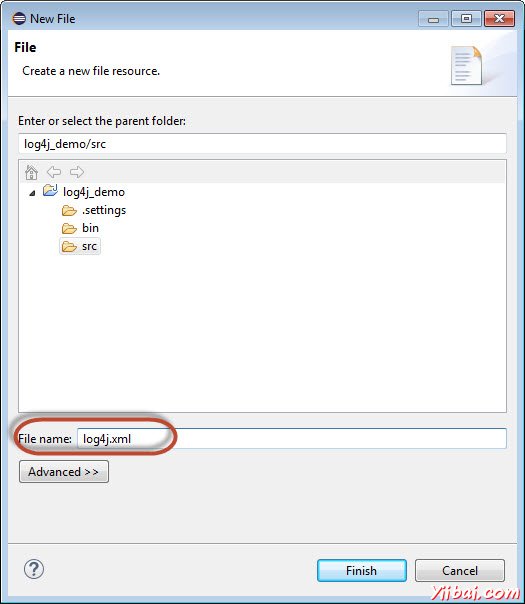 New File
File
Create a new file resource.
Enter or select the parent folder:
log4j_demo/src
log4j_demo
.settings
bin
src
File name: log4j.xml
Advanced >>
?
Finish Cancel
Yiibai.com